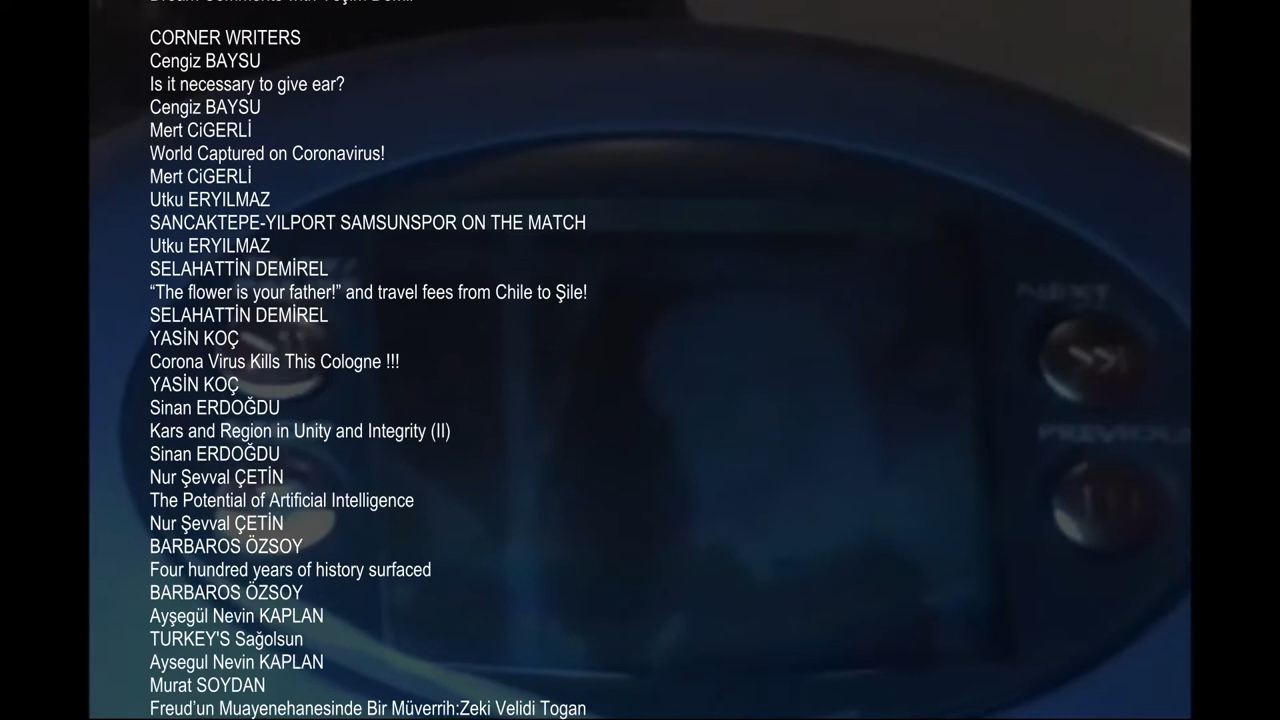 CORNER WRITERS
Cengiz BAYSU
Is it necessary to give ear?
Cengiz BAYSU
Mert CiGERLİ
World Captured on Coronavirus!
Mert CiGERLİ
Utku ERYILMAZ
SANCAKTEPE-YILPORT SAMSUNSPOR ON THE MATCH
Utku ERYILMAZ
SELAHATTİN DEMİREL
“The flower is your father!” and travel fees from Chile to Şile!
SELAHATTİN DEMİREL
YASİN KOÇ
Corona Virus Kills This Cologne !!!
YASİN KOÇ
Sinan ERDOĞDU
Kars and Region in Unity and Integrity (II)
Sinan ERDOĞDU
Nur Şevval ÇETİN
The Potential of Artificial Intelligence
Nur Şevval ÇETİN
BARBAROS ÖZSOY
Four hundred years of history surfaced
BARBAROS ÖZSOY
Ayşegül Nevin KAPLAN
TURKEY'S Sağolsun
Aysegul Nevin KAPLAN
Murat SOYDAN
Freud’un Muayenehanesinde Bir Müverrih:Zeki Velidi Togan
NEXT